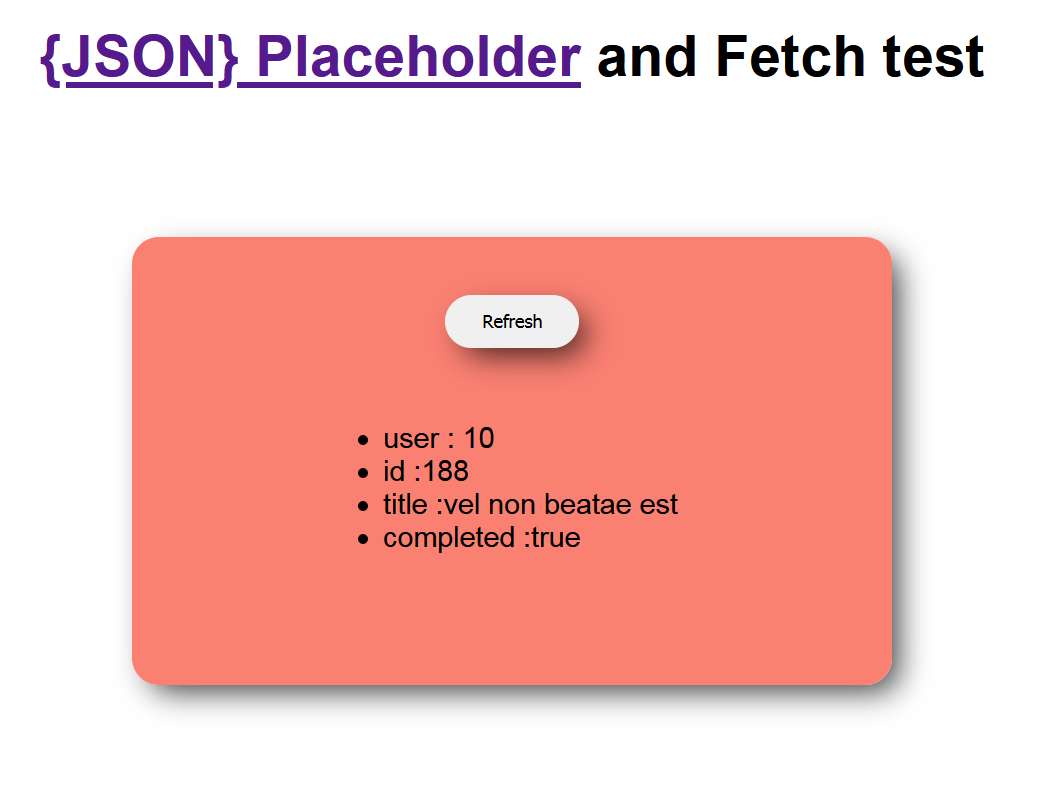 {JSON} Placeholder and Fetch test
Refresh
user : 10
id :188
title :vel non beatae est
completed :true